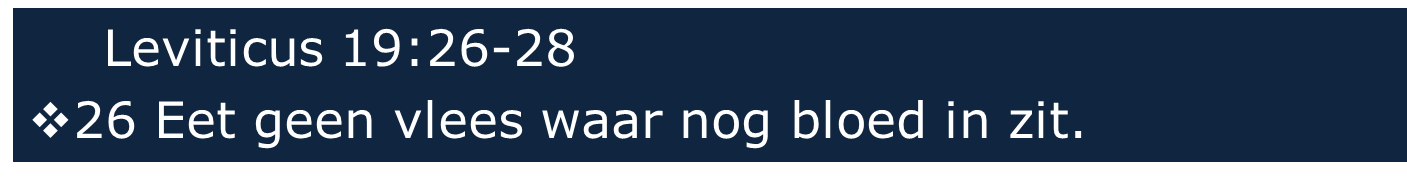 Leviticus 19:26-28
❖26 Eet geen vlees waar nog bloed in zit.